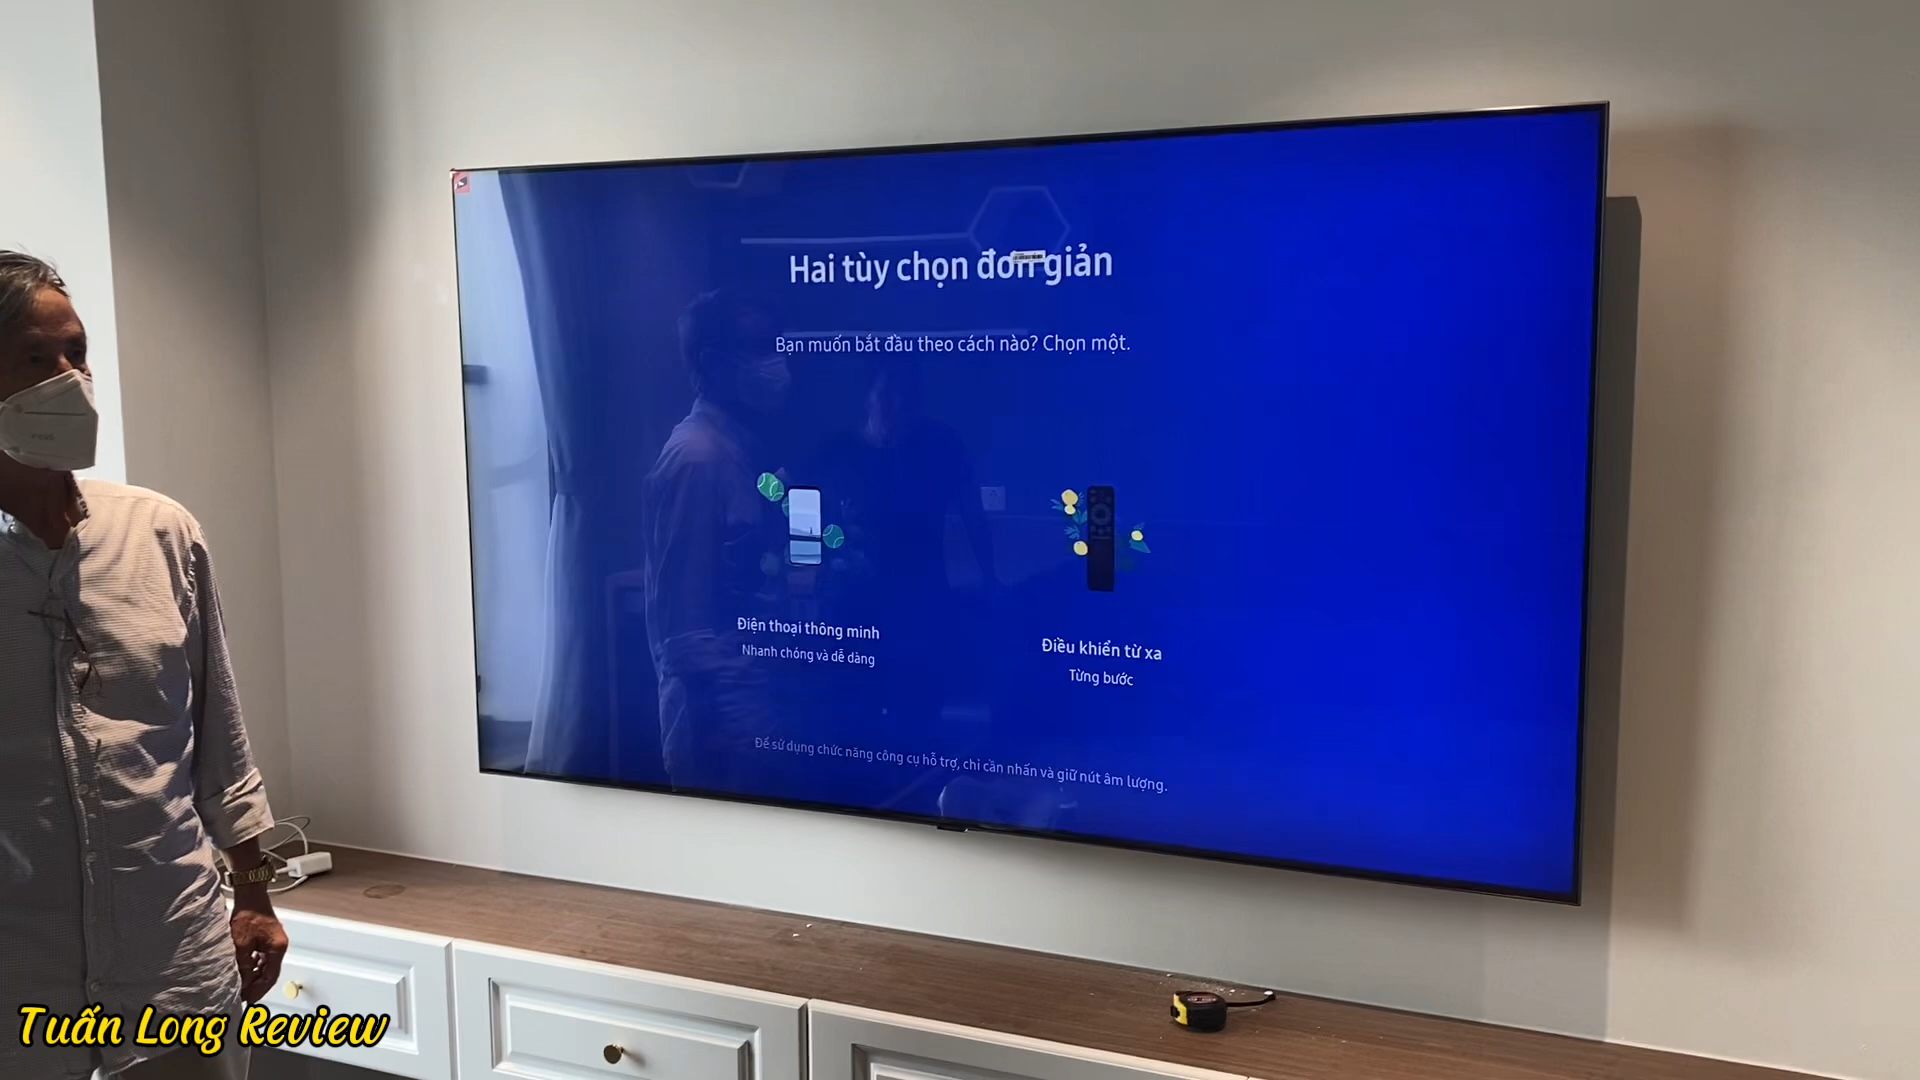 Hai tùy chọn đơn giản
Bạn muốn bắt đầu theo cách nào? Chọn một.
Điện thoại thông minh
Nhanh chóng và dễ dàng
Điều khiển từ xa
Từng bước
Để sử dụng chức năng công cụ hỗ trợ, chỉ cần nhấn và giữ nút âm lượng.
Tuấn Long Review